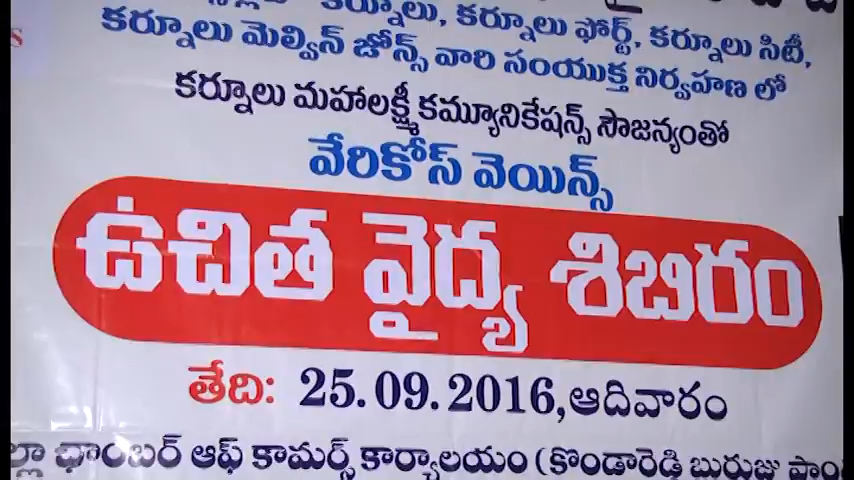 కర్నూలు, కర్నూలు ఫోర్ట్, కర్నూలు సిటీ,
కర్నూలు మెల్విన్ జోన్స్ వారి సంయుక్త నిర్వహణ లో
కర్నూలు మహాలక్ష్మీ కమ్యూనికేషన్స్ సౌజన్యంతో
వేరికోస్ వెయిన్స్
ఉచిత వైద్య శిబిరం
తేది: 25.09.2016,ఆదివారం
ఛాంబర్ ఆఫ్ కామర్స్ కార్యాలయం (కొండారెడ్డి బురుజు